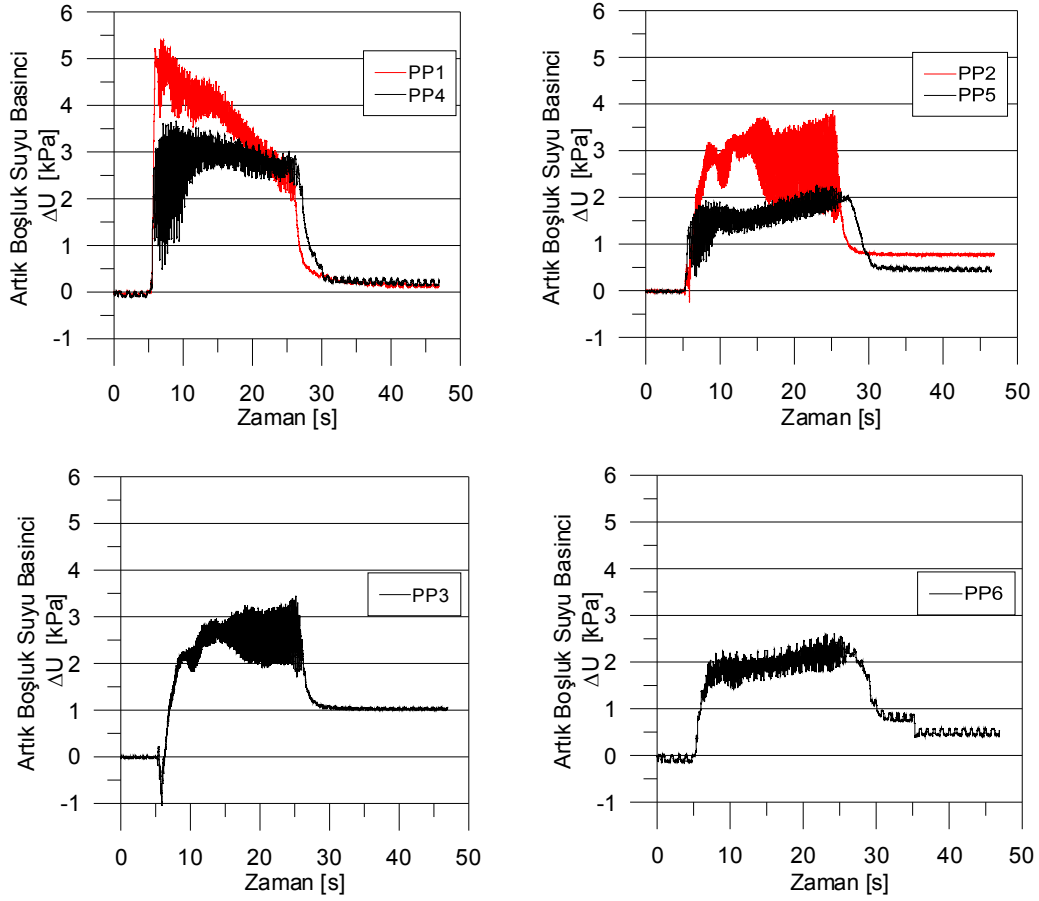 6
5
4
3
2
1
0
-1
Artık Boşluk Suyu Basinci
ΔU [kPa]
PP1
PP4
0 10 20 30 40 50
Zaman [s]
6
5
4
3
2
1
0
-1
Artık Boşluk Suyu Basinci
ΔU [kPa]
PP2
PP5
0 10 20 30 40 50
Zaman [s]
6
5
4
3
2
1
0
-1
Artık Boşluk Suyu Basinci
ΔU [kPa]
PP3
0 10 20 30 40 50
Zaman [s]
6
5
4
3
2
1
0
-1
Artık Boşluk Suyu Basinci
ΔU [kPa]
PP6
0 10 20 30 40 50
Zaman [s]